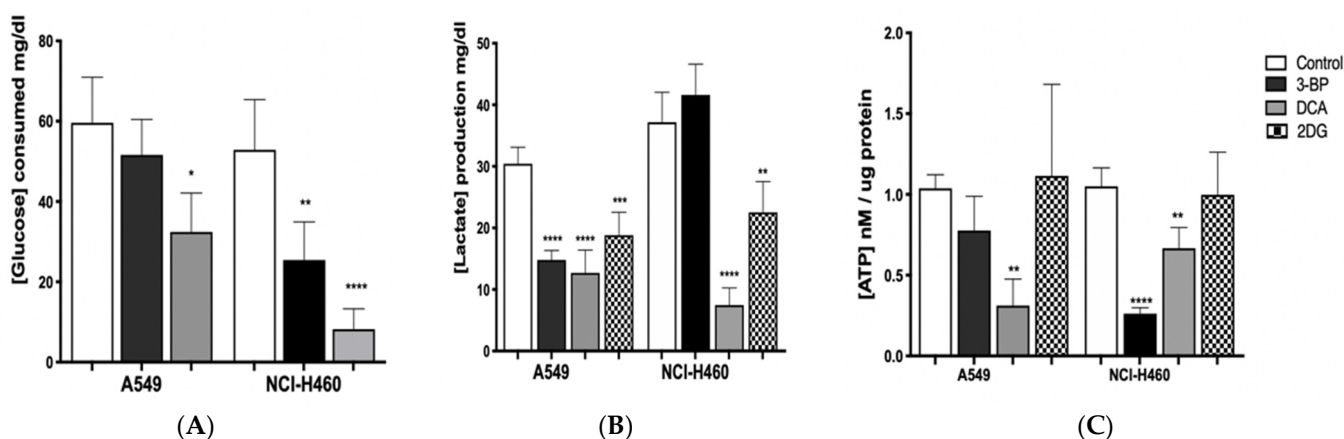 [Glucose] consumed mg/dl
80
60
40
20
0
*
**
****
A549
NCI-H460
(A)
[Lactate] production mg/dl
50
40
30
20
10
0
****
****
***
****
**
A549
NCI-H460
(B)
[ATP] nM / ug protein
2.0
1.5
1.0
0.5
0.0
**
****
**
A549
NCI-H460
(C)
Control
3-BP
DCA
2DG